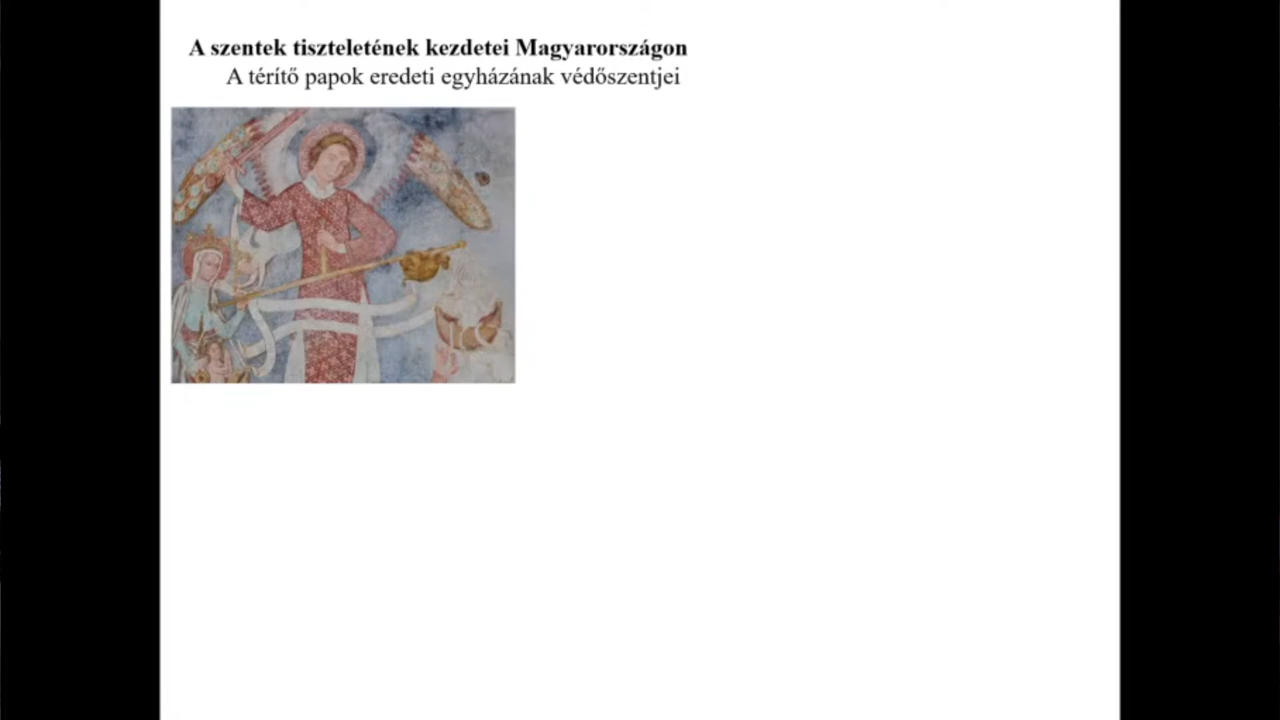 A szentek tiszteletének kezdetei Magyarországon
A térítő papok eredeti egyházának védőszentjei